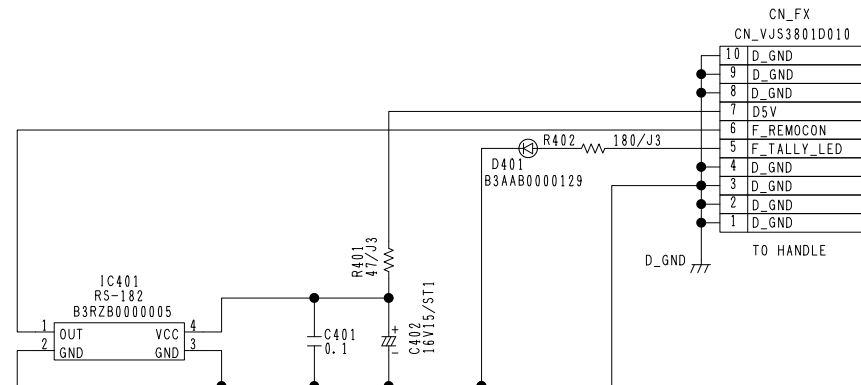 CN_FX
CN_VJS3801D010
10 D_GND
9 D_GND
8 D_GND
7 D5V
6 F_REMOCON
5 F_TALLY_LED
4 D_GND
3 D_GND
2 D_GND
1 D_GND
TO HANDLE
D_GND
R402 180/J3
D401
B3AAB0000129
R401
47/J3
IC401
RS-182
B3RZB0000005
1 OUT VCC 4
2 GND GND 3
C401
0.1
+
-
C402
16V15/ST1